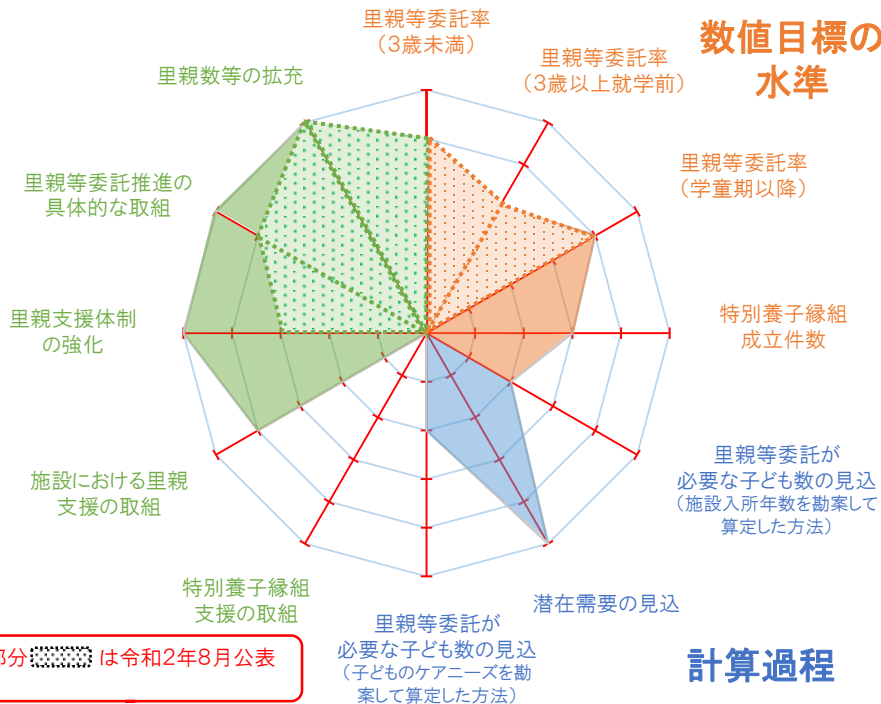 里親等委託率
（3歳未満）
里親等委託率
（3歳以上就学前）
数値目標の
水準
里親数等の拡充
里親等委託率
（学童期以降）
里親等委託推進の
具体的な取組
特別養子縁組
成立件数
里親支援体制
の強化
里親等委託が
必要な子ども数の見込
（施設入所年数を勘案して
算定した方法）
施設における里親
支援の取組
潜在需要の見込
特別養子縁組
支援の取組
里親等委託が
必要な子ども数の見込
（子どものケアニーズを勘
案して算定した方法）
計算過程
部分 は令和2年8月公表